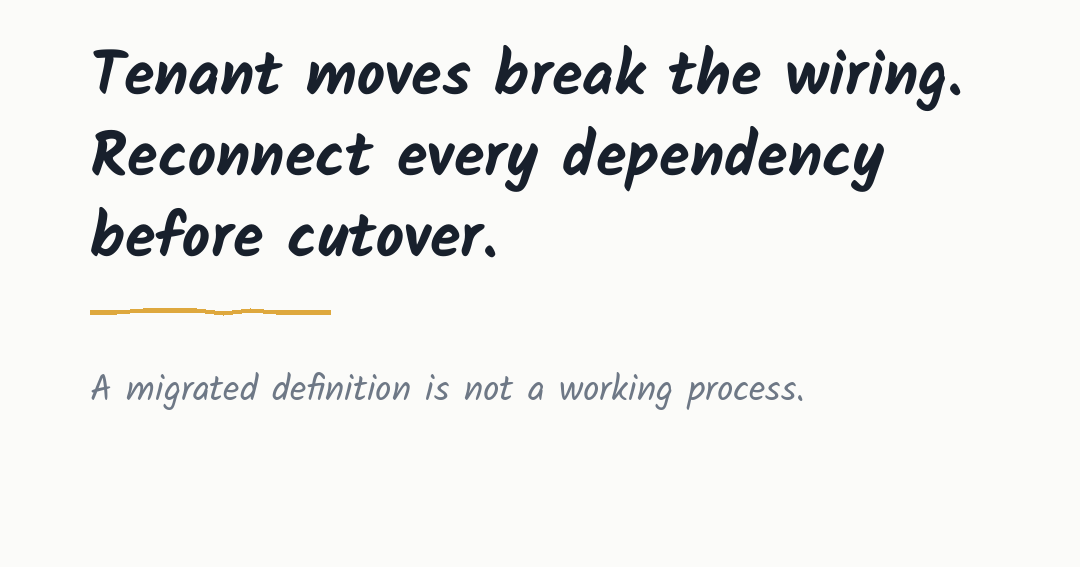 Tenant moves break the wiring.
Reconnect every dependency
before cutover.
A migrated definition is not a working process.